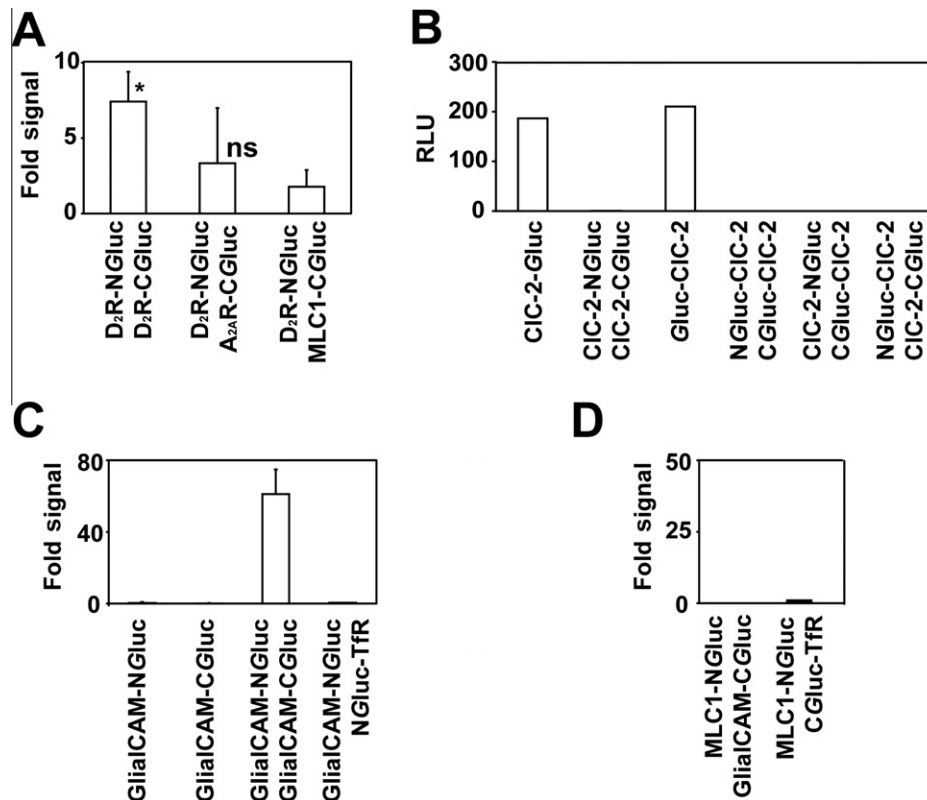 A
Fold signal
10
5
0
*
ns
D₂R-NGluc
D₂R-CGluc
D₂R-NGluc
A₂ₐR-CGluc
D₂R-NGluc
MLC1-CGluc
B
RLU
300
200
100
0
ClC-2-Gluc
ClC-2-NGluc
ClC-2-CGluc
Gluc-ClC-2
NGluc-ClC-2
CGluc-ClC-2
ClC-2-NGluc
CGluc-ClC-2
NGluc-ClC-2
ClC-2-CGluc
C
Fold signal
80
40
0
GlialCAM-NGluc
GlialCAM-CGluc
GlialCAM-NGluc
GlialCAM-CGluc
GlialCAM-NGluc
NGluc-TfR
D
Fold signal
50
25
0
MLC1-NGluc
GlialCAM-CGluc
MLC1-NGluc
CGluc-TfR